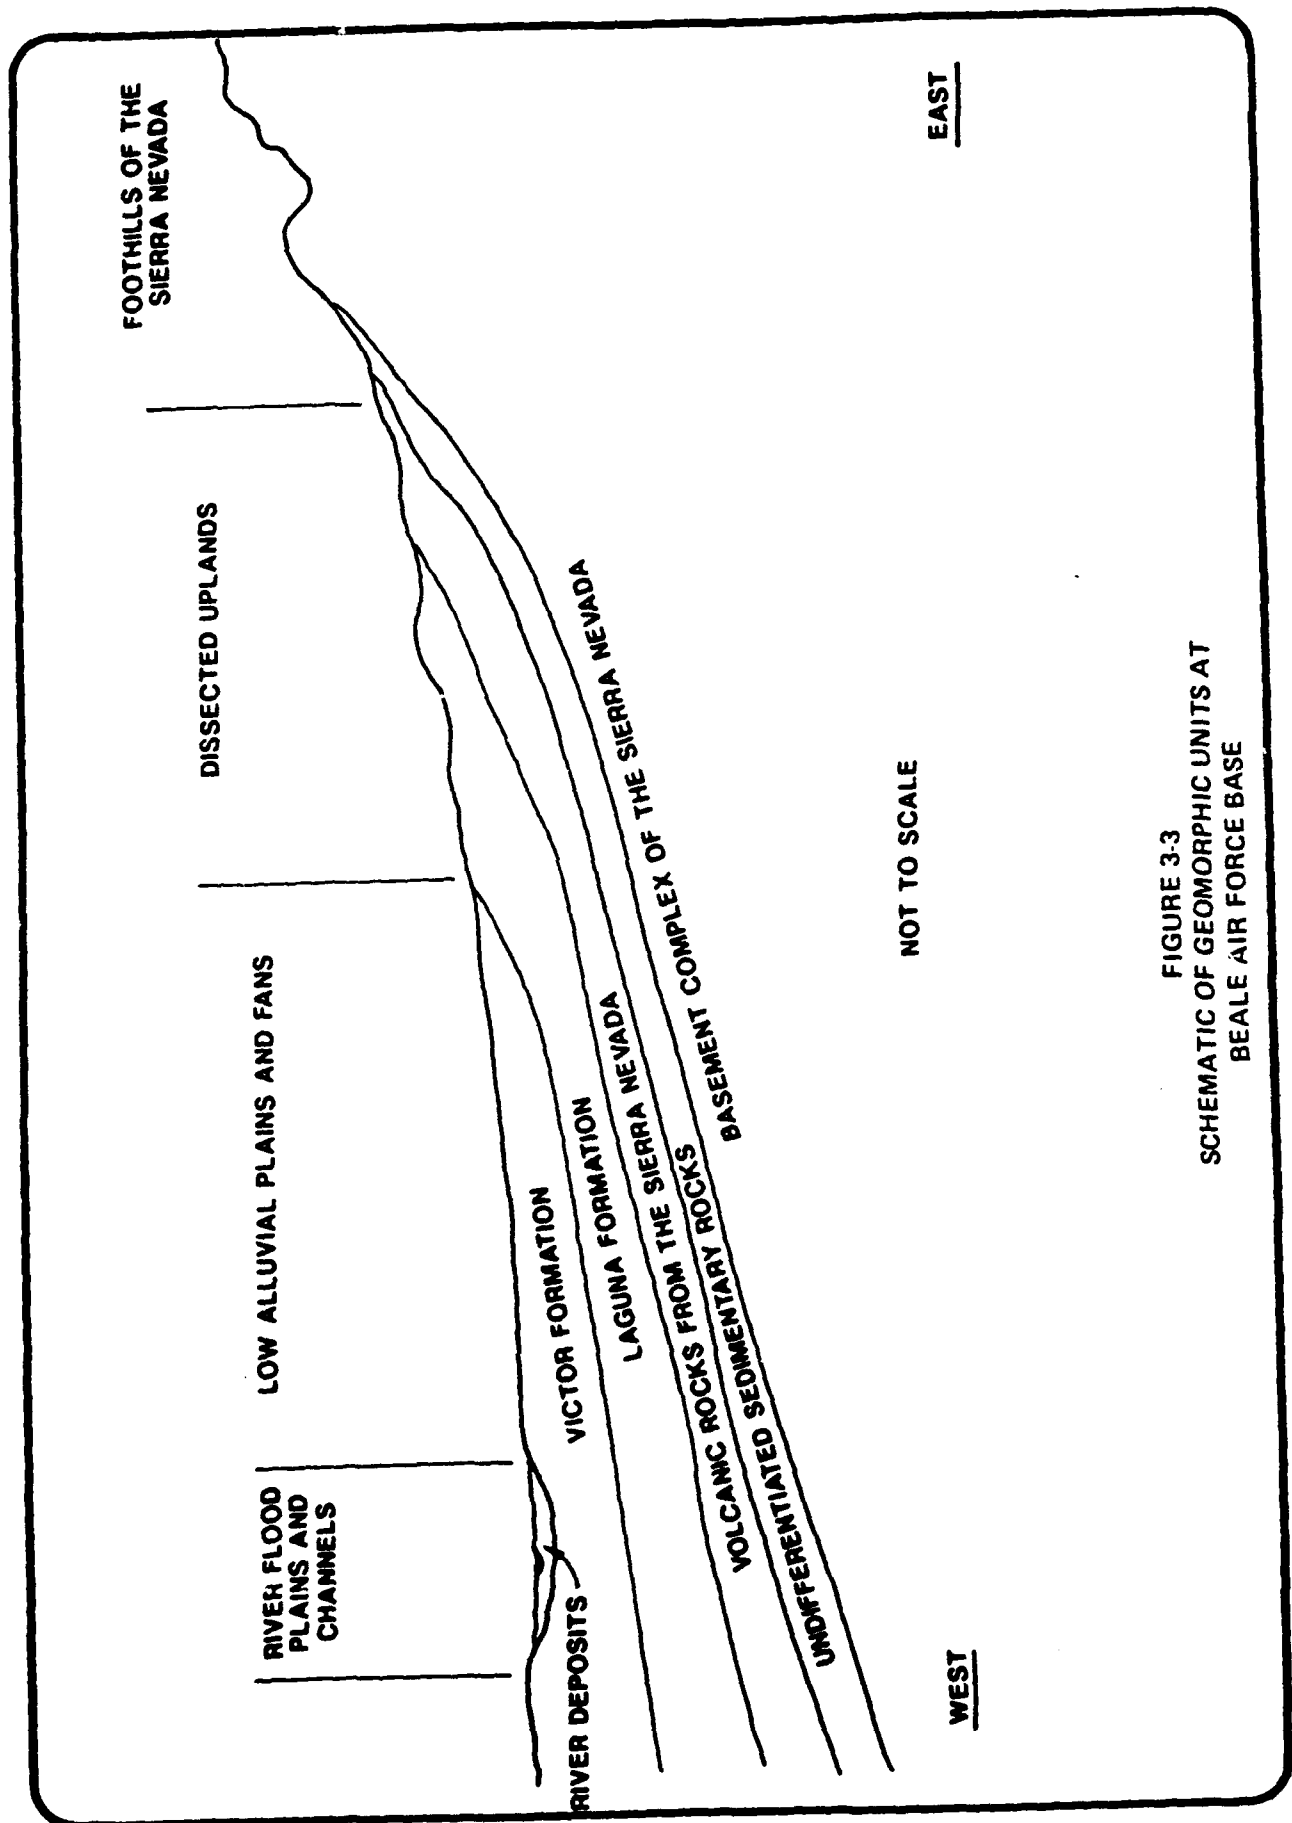 RIVER FLOOD
PLAINS AND
CHANNELS
LOW ALLUVIAL PLAINS AND FANS
DISSECTED UPLANDS
FOOTHILLS OF THE
SIERRA NEVADA
RIVER DEPOSITS
VICTOR FORMATION
LAGUNA FORMATION
VOLCANIC ROCKS FROM THE SIERRA NEVADA
UNDIFFERENTIATED SEDIMENTARY ROCKS
BASEMENT COMPLEX OF THE SIERRA NEVADA
WEST
NOT TO SCALE
EAST
FIGURE 3-3
SCHEMATIC OF GEOMORPHIC UNITS AT
BEALE AIR FORCE BASE